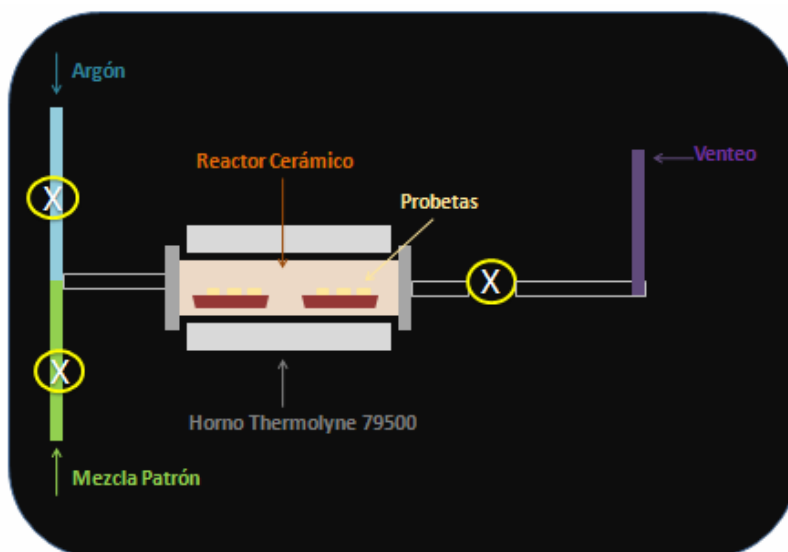 Argón
Reactor Cerámico
Venteo
Probetas
X
X
X
Horno Thermolyne 79500
Mezcla Patrón